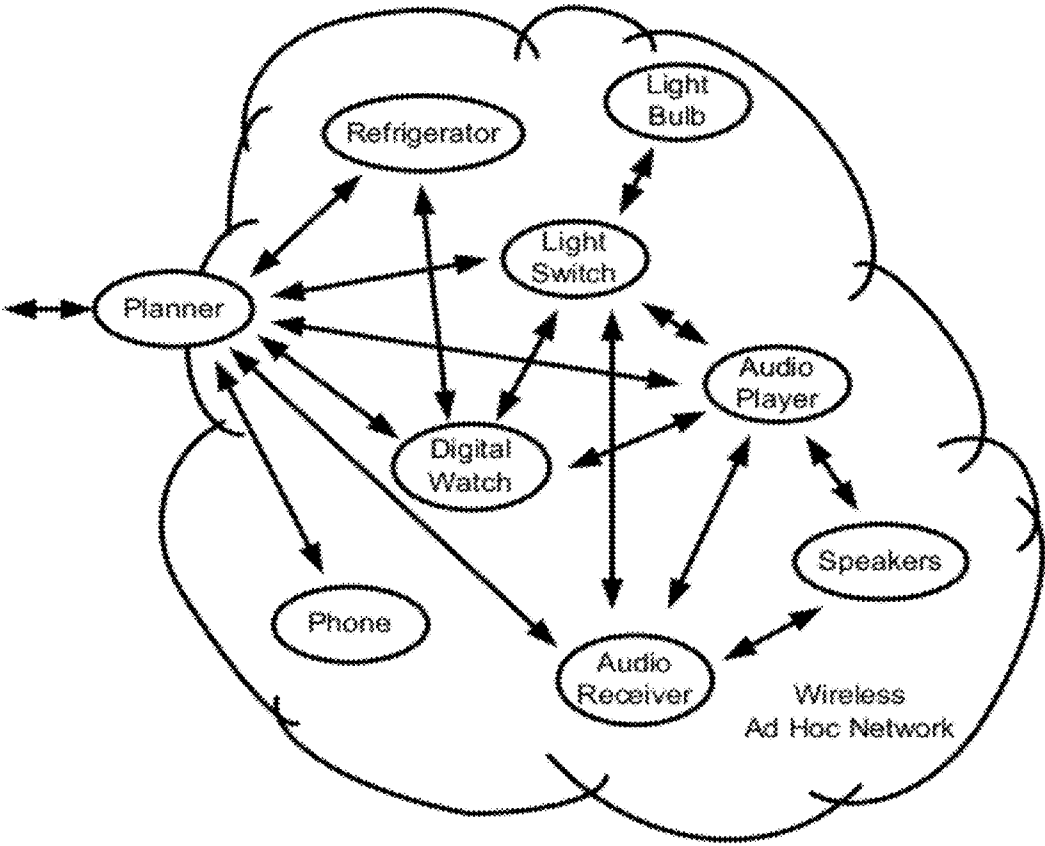 Light
Bulb
Refrigerator
Light
Switch
Planner
Audio
Player
Digital
Watch
Speakers
Phone
Audio
Receiver
Wireless
Ad Hoc Network